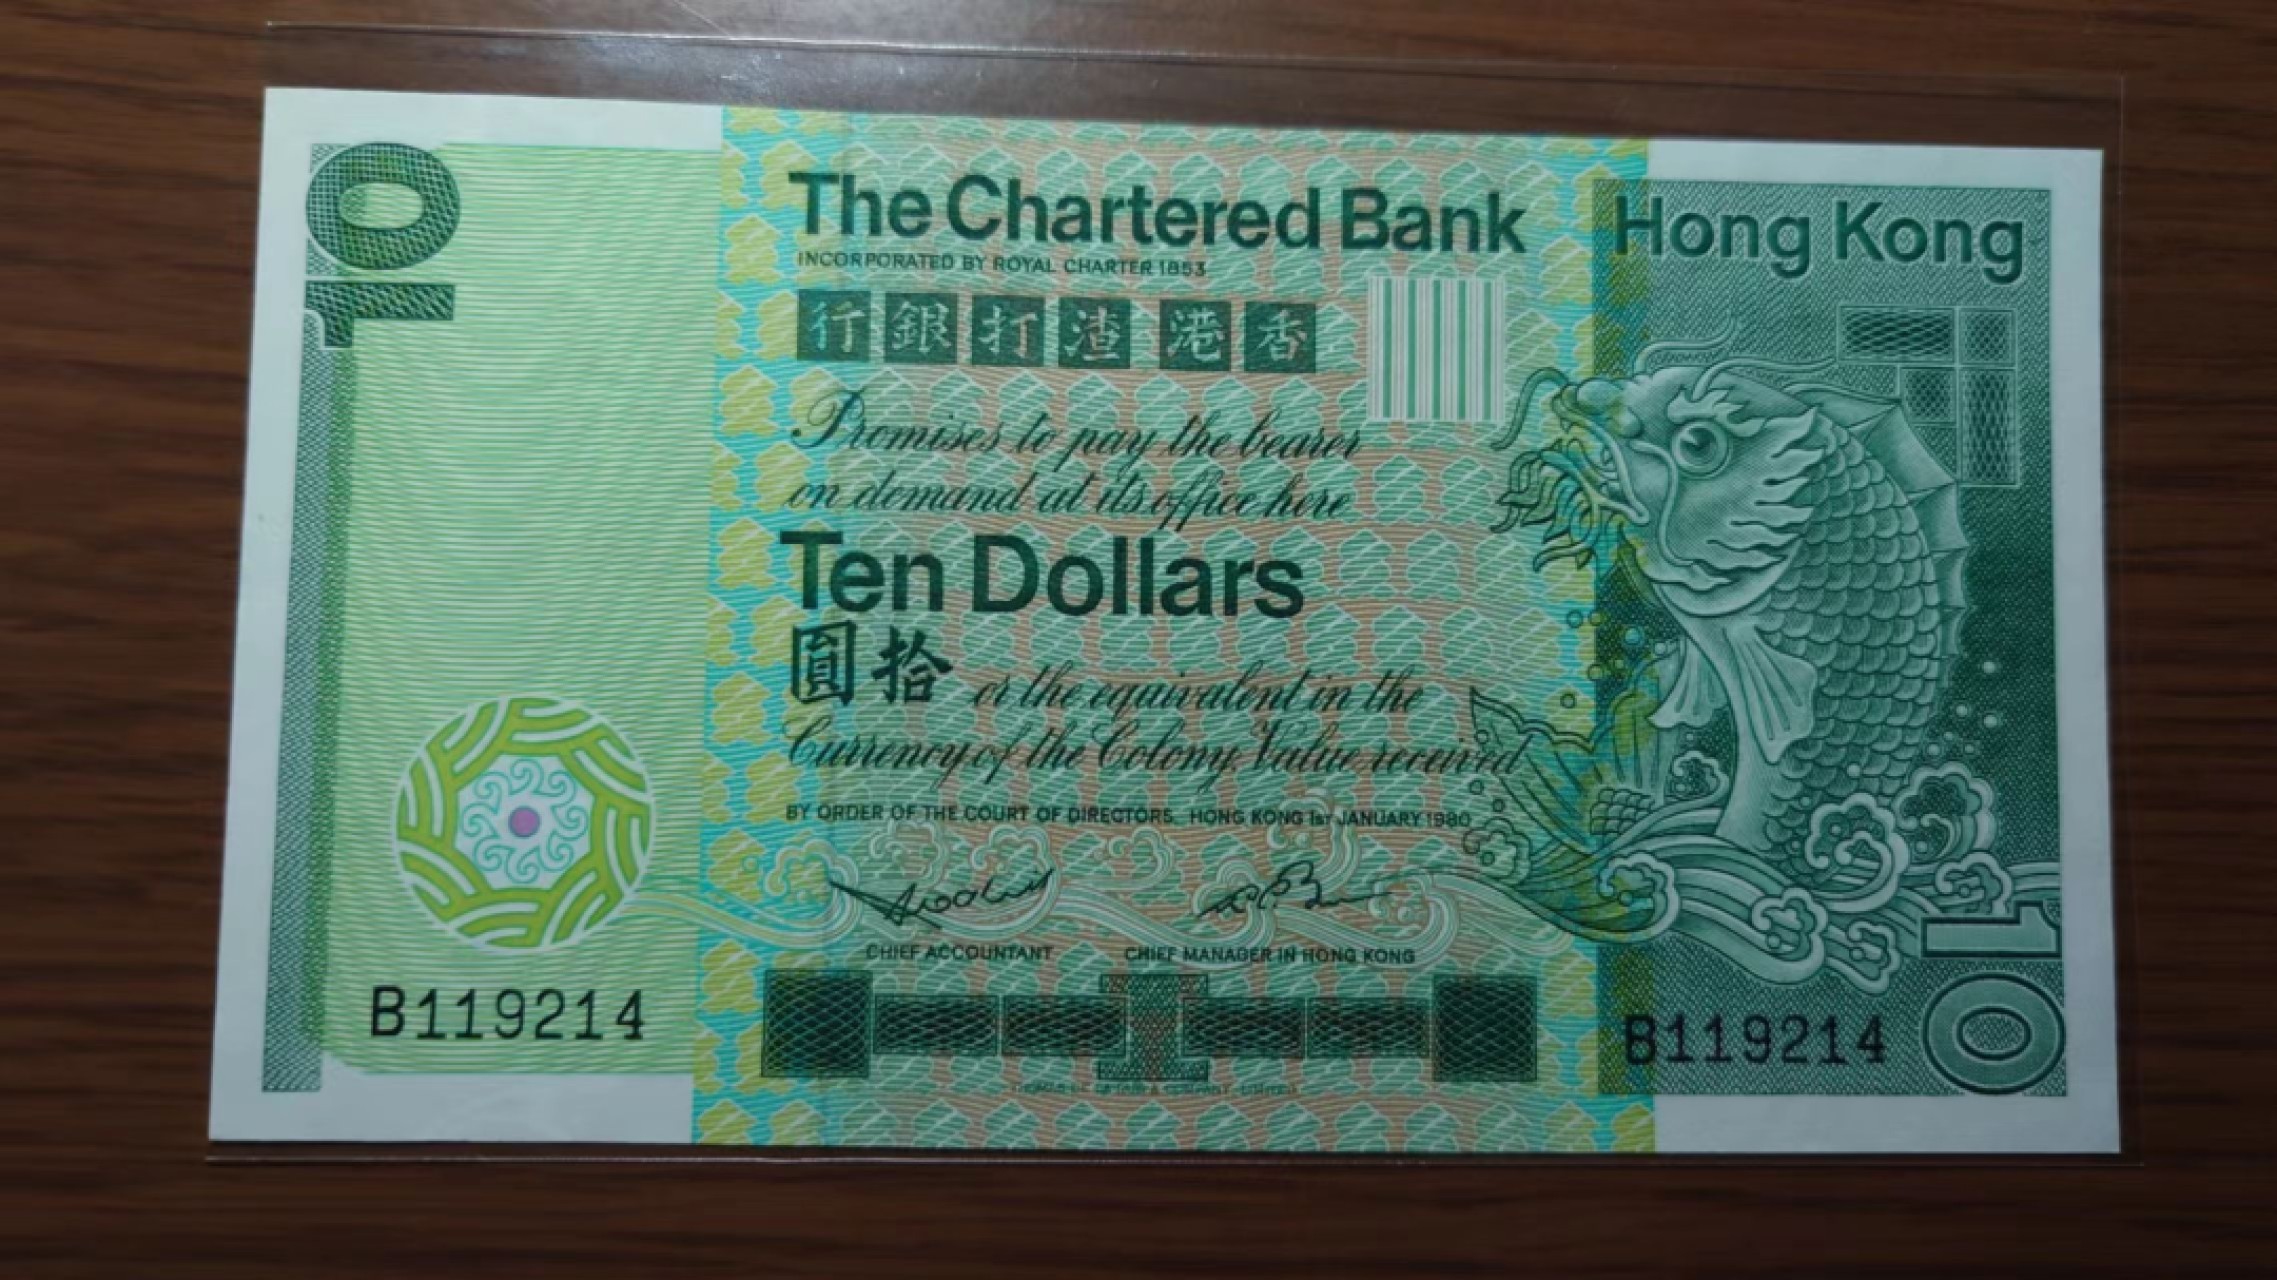 10
The Chartered Bank
Hong Kong
INCORPORATED BY ROYAL CHARTER 1853
行銀打渣港香
Promises to pay the bearer
on demand at its office here
Ten Dollars
圓拾 or the equivalent in the
Currency of the Colony, Value received
BY ORDER OF THE COURT OF DIRECTORS. HONG KONG 1ST JANUARY 1980
CHIEF ACCOUNTANT
CHIEF MANAGER IN HONG KONG
B119214
B119214
10